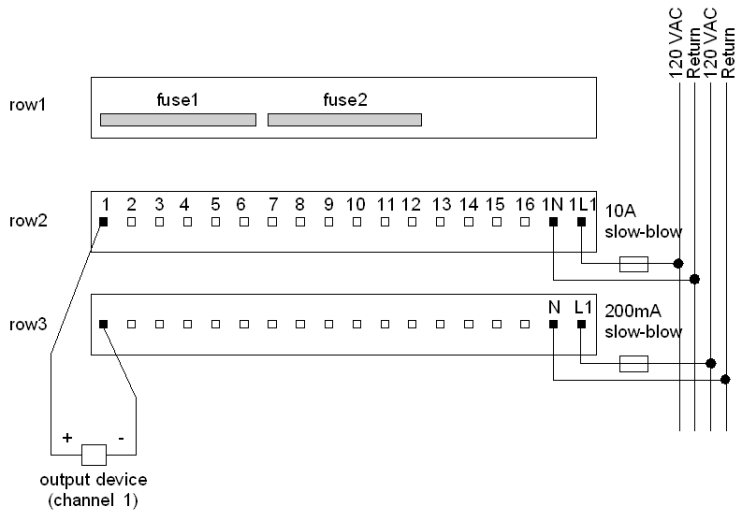 120 VAC
Return
120 VAC
Return
row1
fuse1 fuse2
row2
1 2 3 4 5 6 7 8 9 10 11 12 13 14 15 16 1N 1L1
10A
slow-blow
row3
N L1
200mA
slow-blow
+ -
output device
(channel 1)